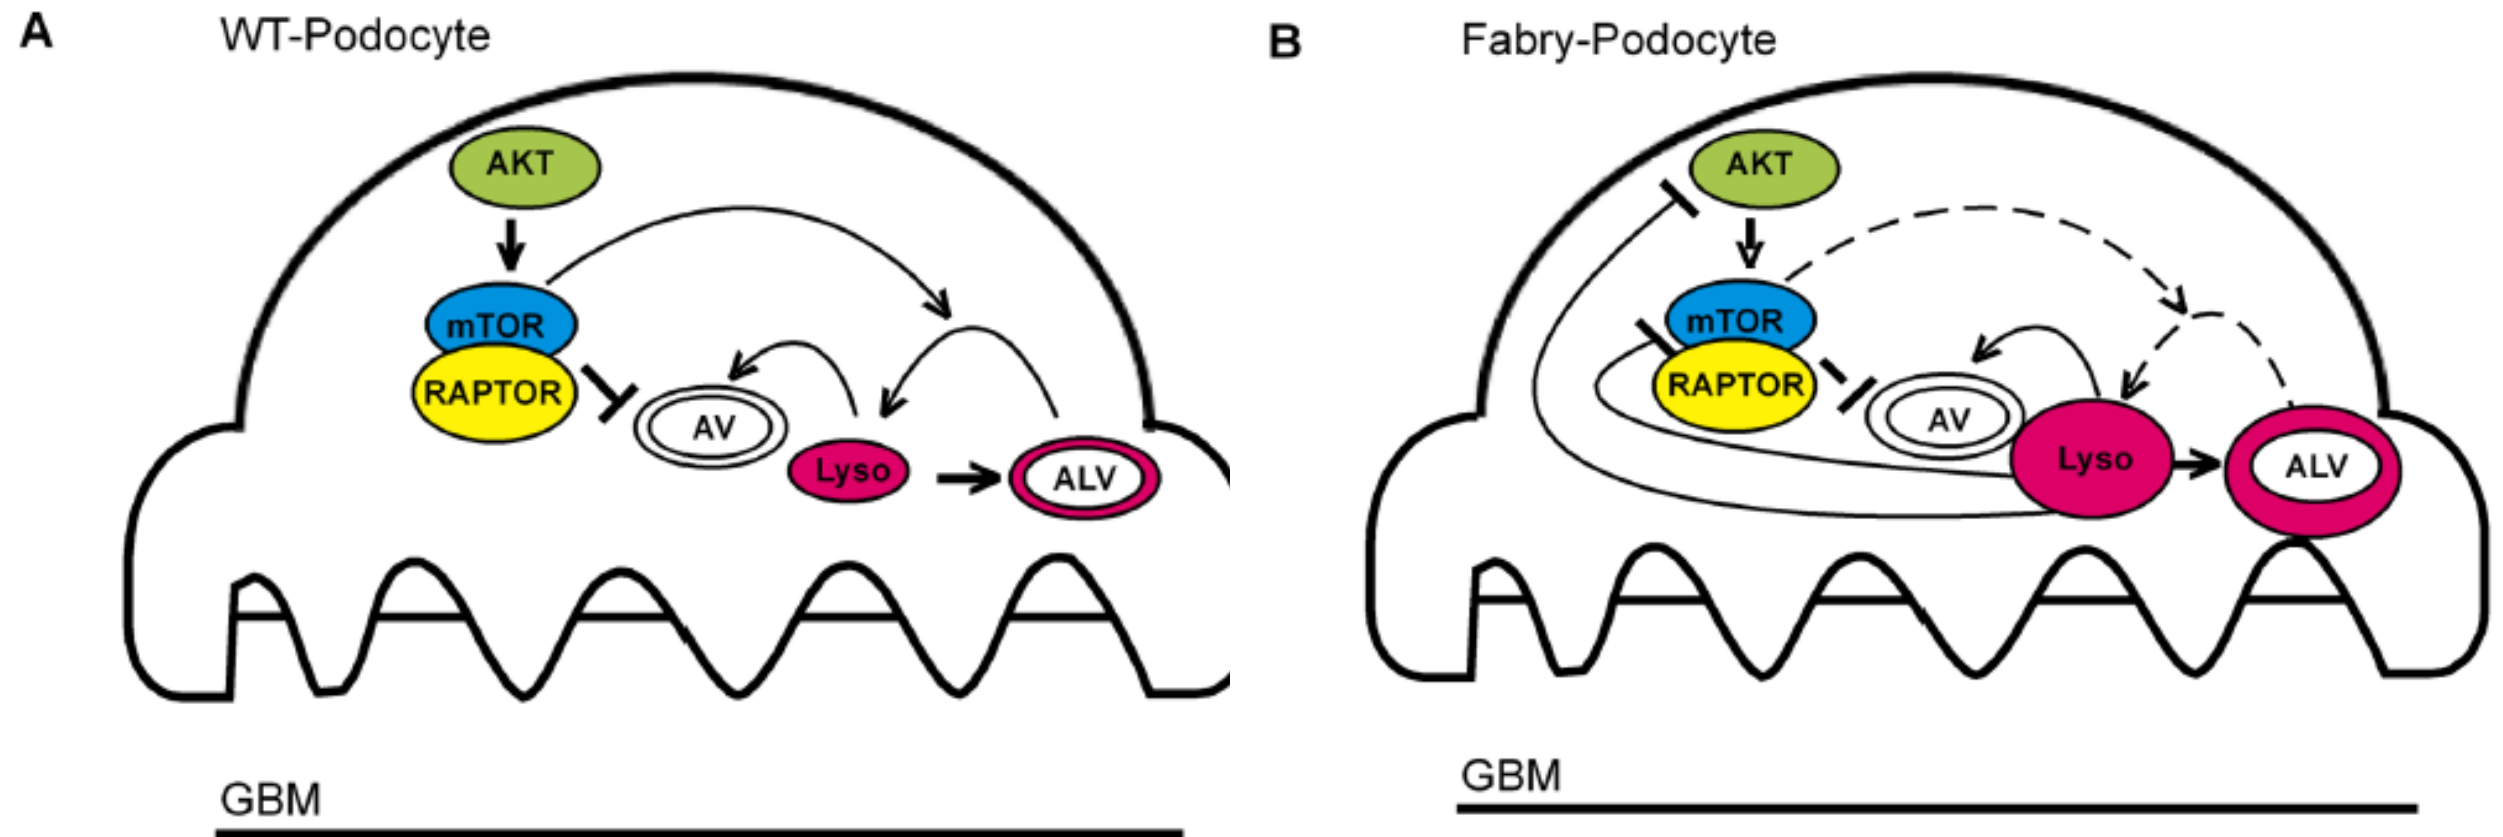 A
WT-Podocyte
AKT
mTOR
RAPTOR
AV
Lyso
ALV
GBM
B
Fabry-Podocyte
AKT
mTOR
RAPTOR
AV
Lyso
ALV
GBM